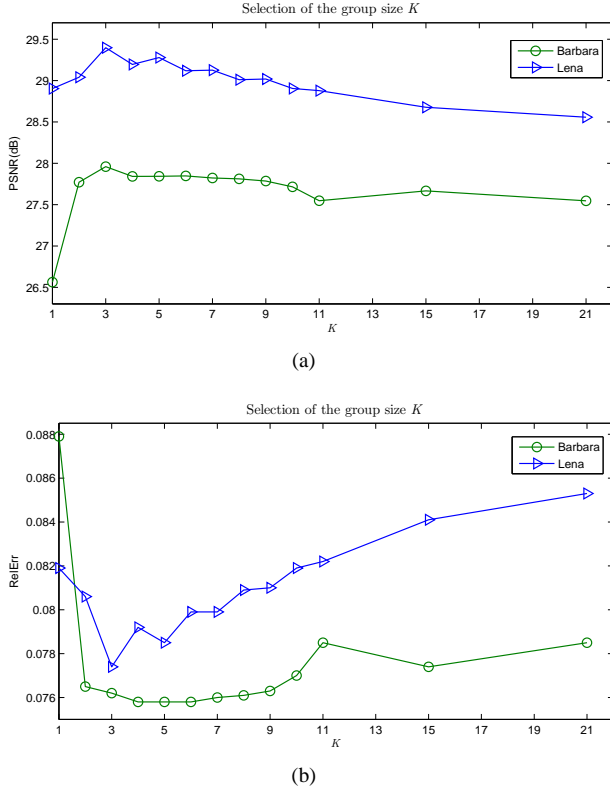 Selection of the group size K
29.5
29
28.5
28
27.5
27
26.5
PSNR(dB)
Barbara
Lena
1 3 5 7 9 11 13 15 17 19 21
K
(a)
Selection of the group size K
0.088
0.086
0.084
0.082
0.08
0.078
0.076
RelErr
Barbara
Lena
1 3 5 7 9 11 13 15 17 19 21
K
(b)